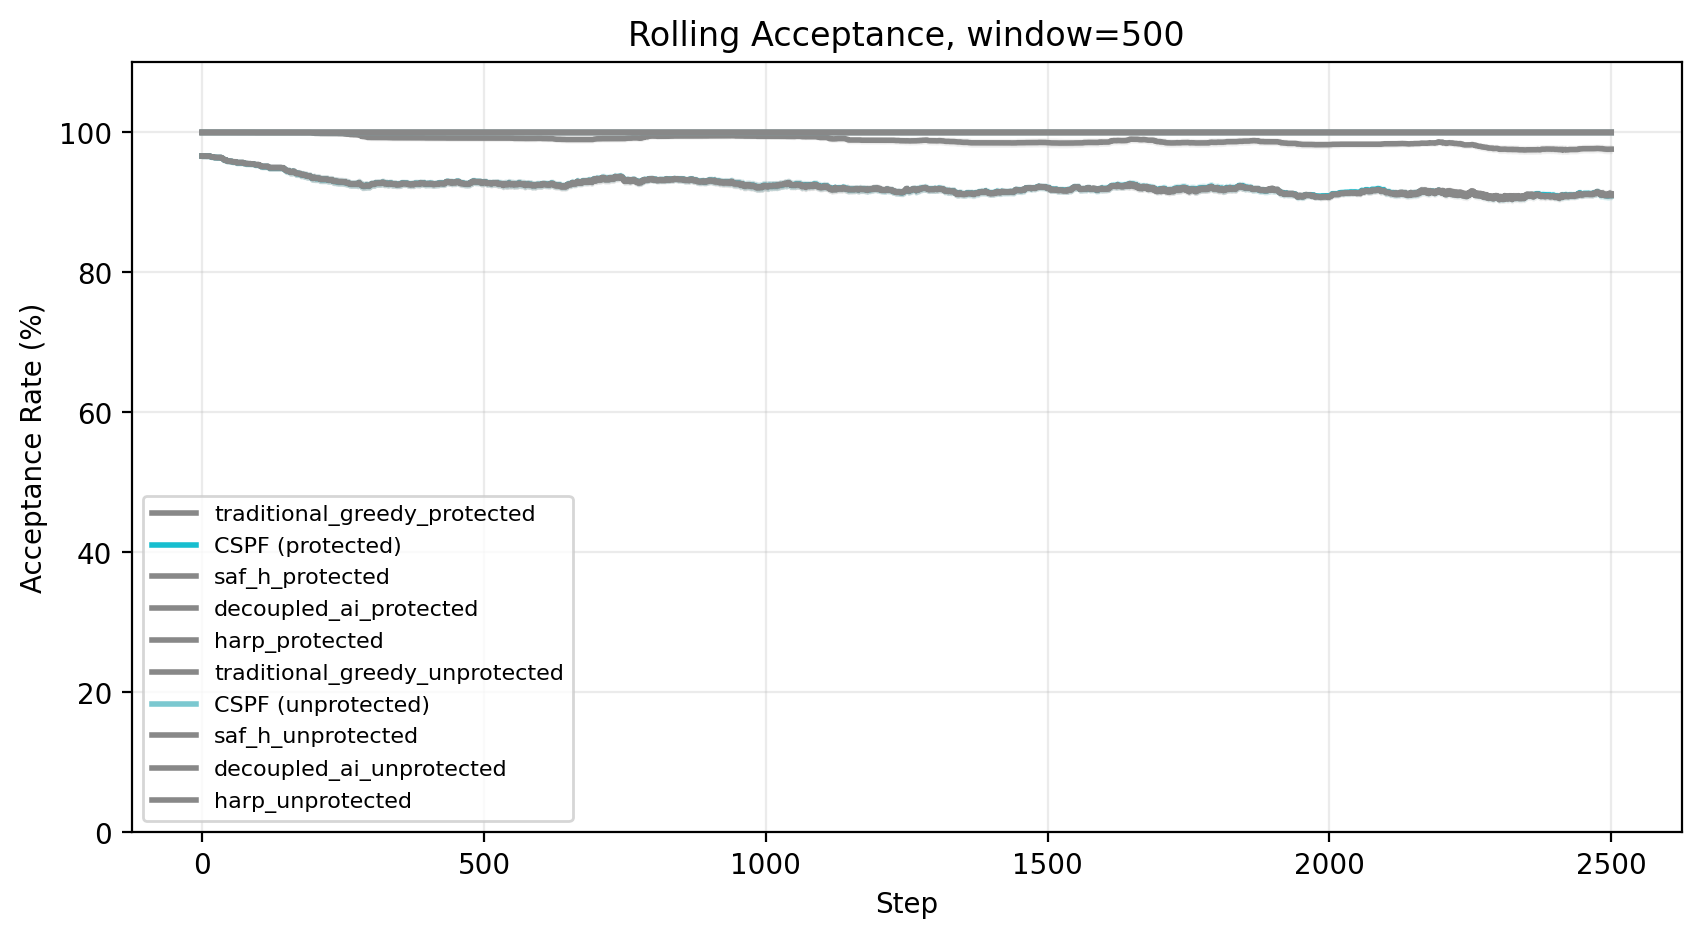 Rolling Acceptance, window=500
Acceptance Rate (%)
100
80
60
40
20
0
traditional_greedy_protected
CSPF (protected)
saf_h_protected
decoupled_ai_protected
harp_protected
traditional_greedy_unprotected
CSPF (unprotected)
saf_h_unprotected
decoupled_ai_unprotected
harp_unprotected
0 500 1000 1500 2000 2500
Step